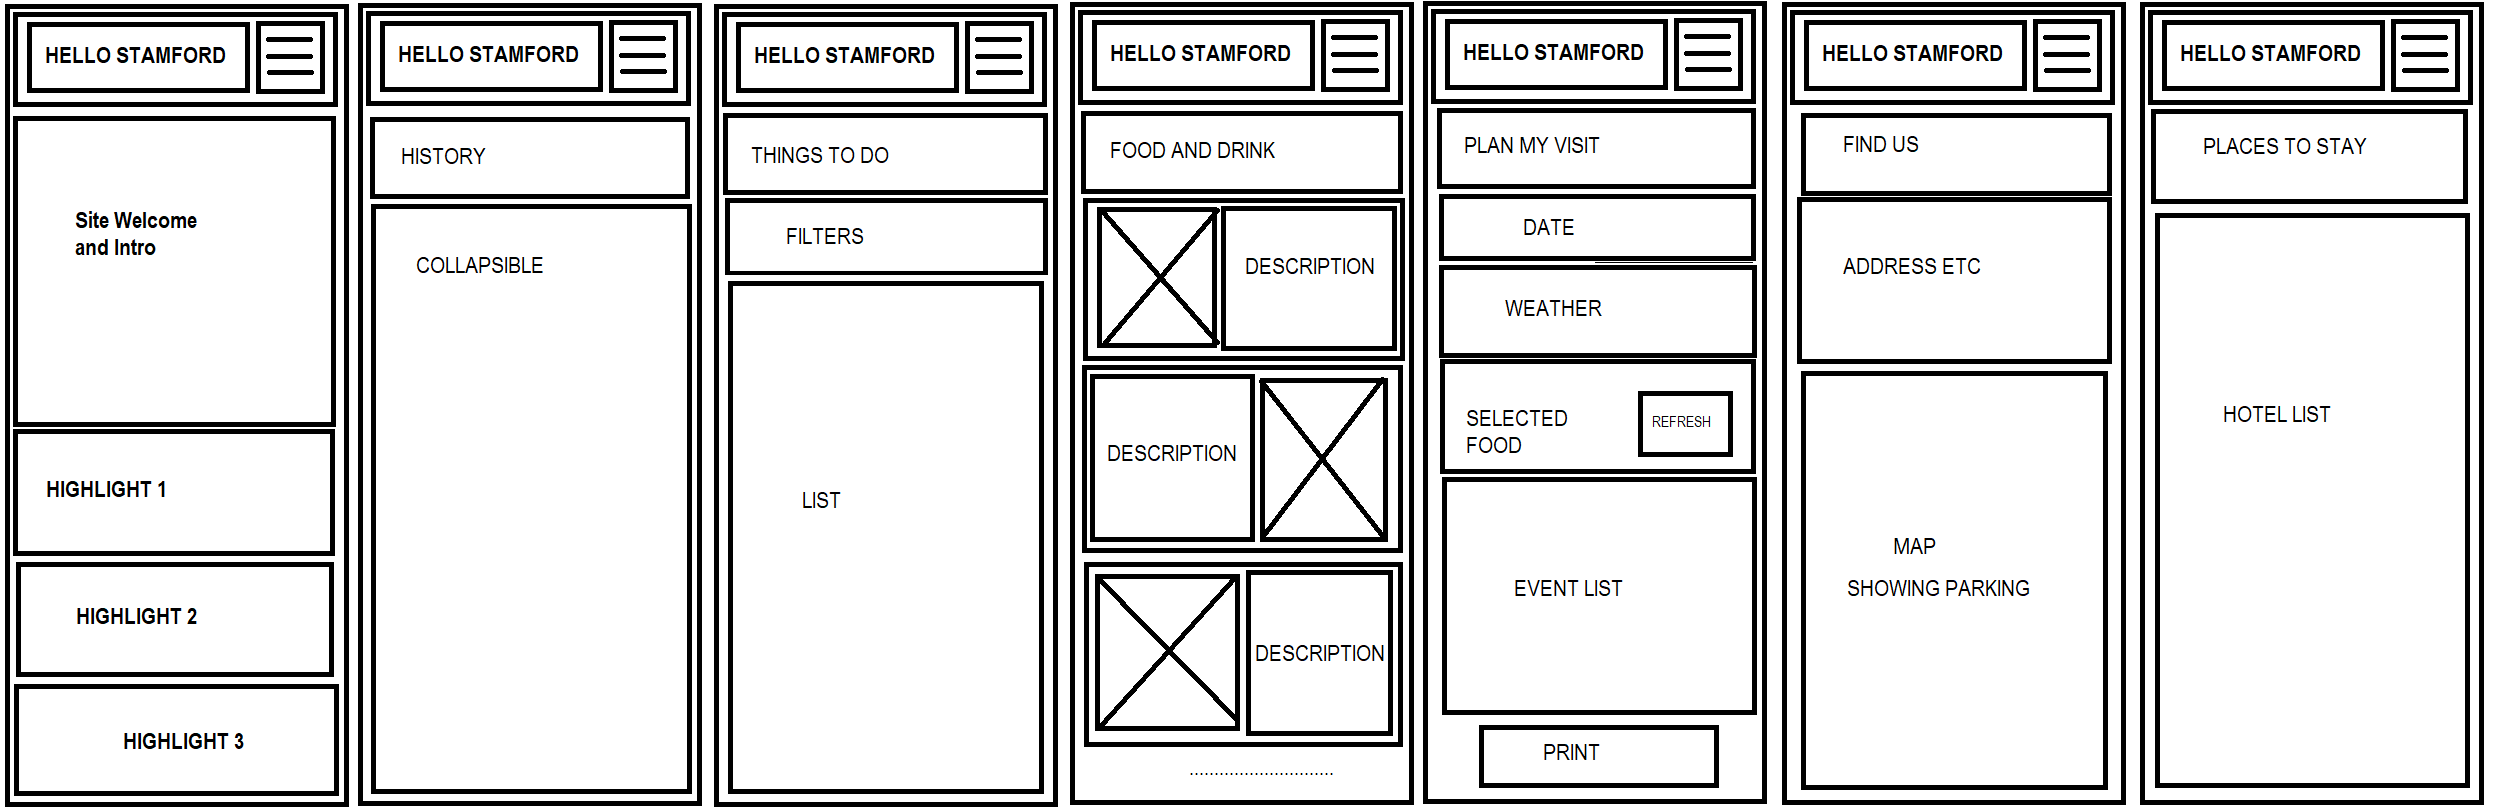 HELLO STAMFORD
Site Welcome
and Intro
HIGHLIGHT 1
HIGHLIGHT 2
HIGHLIGHT 3
HELLO STAMFORD
HISTORY
COLLAPSIBLE
HELLO STAMFORD
THINGS TO DO
FILTERS
LIST
HELLO STAMFORD
FOOD AND DRINK
DESCRIPTION
DESCRIPTION
DESCRIPTION
............................
HELLO STAMFORD
PLAN MY VISIT
DATE
WEATHER
SELECTED
FOOD
REFRESH
EVENT LIST
PRINT
HELLO STAMFORD
FIND US
ADDRESS ETC
MAP
SHOWING PARKING
HELLO STAMFORD
PLACES TO STAY
HOTEL LIST